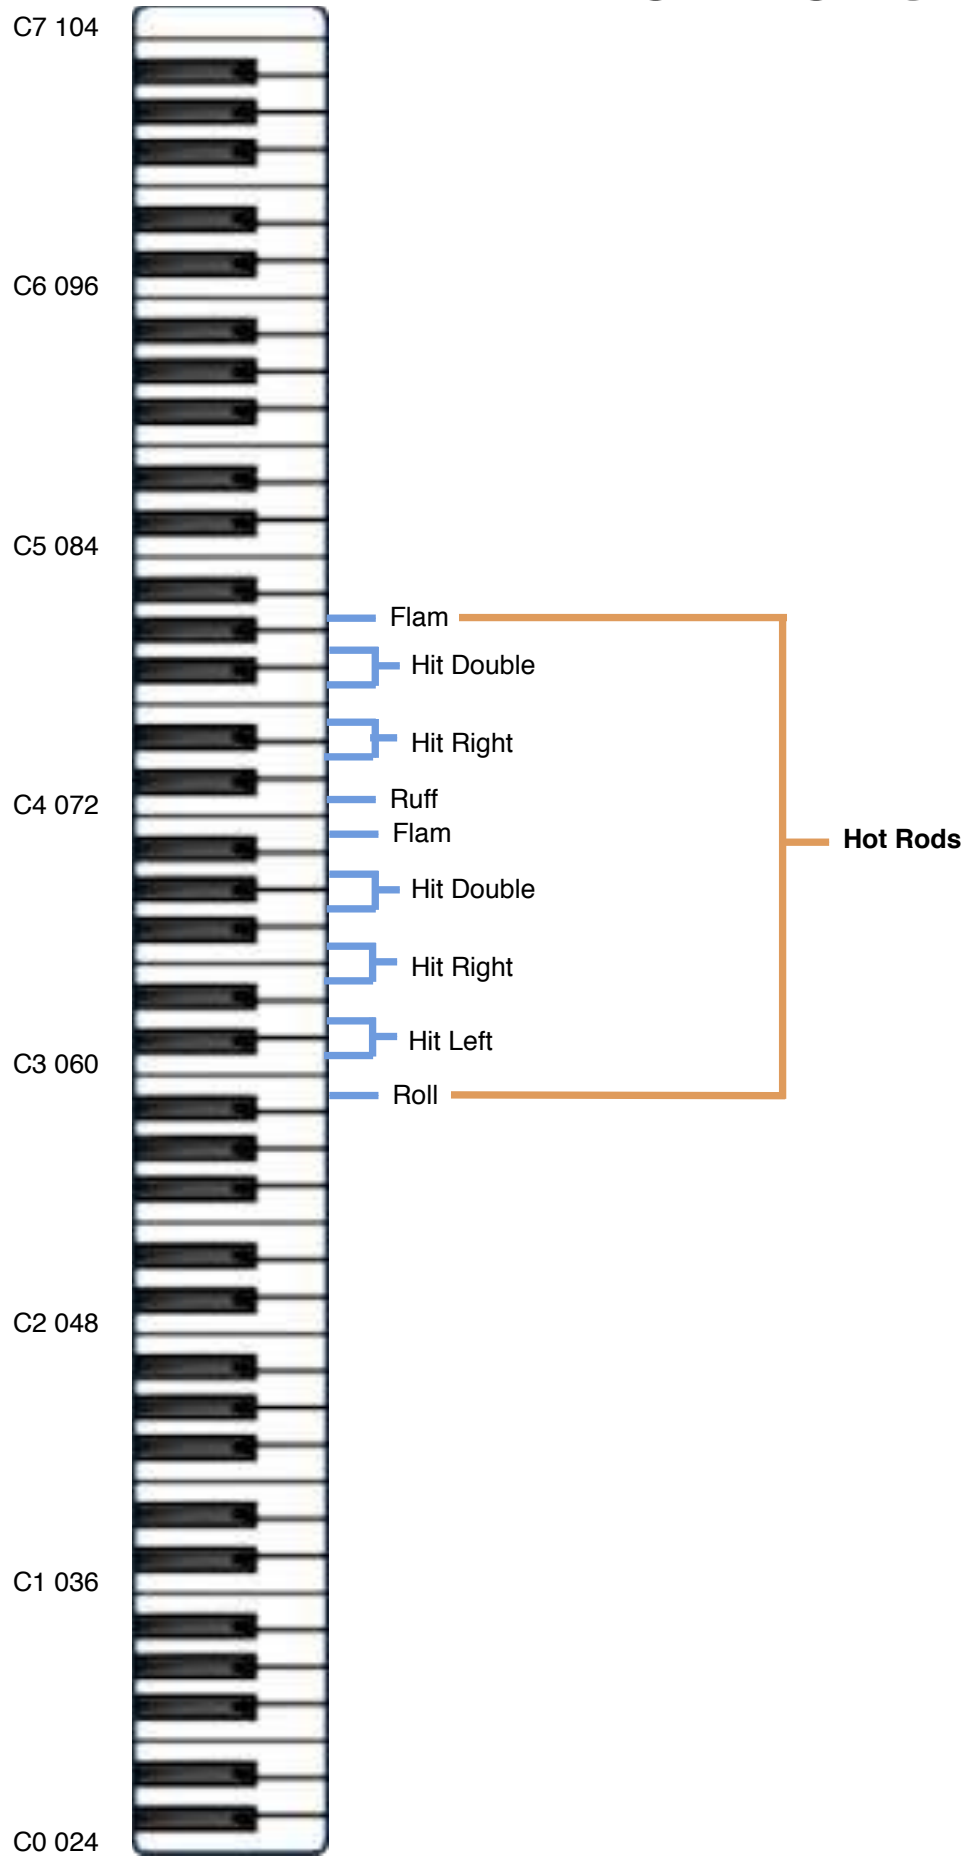 C7 104
C6 096
C5 084
Flam
Hit Double
Hit Right
Ruff
C4 072
Flam
Hot Rods
Hit Double
Hit Right
Hit Left
C3 060
Roll
C2 048
C1 036
C0 024